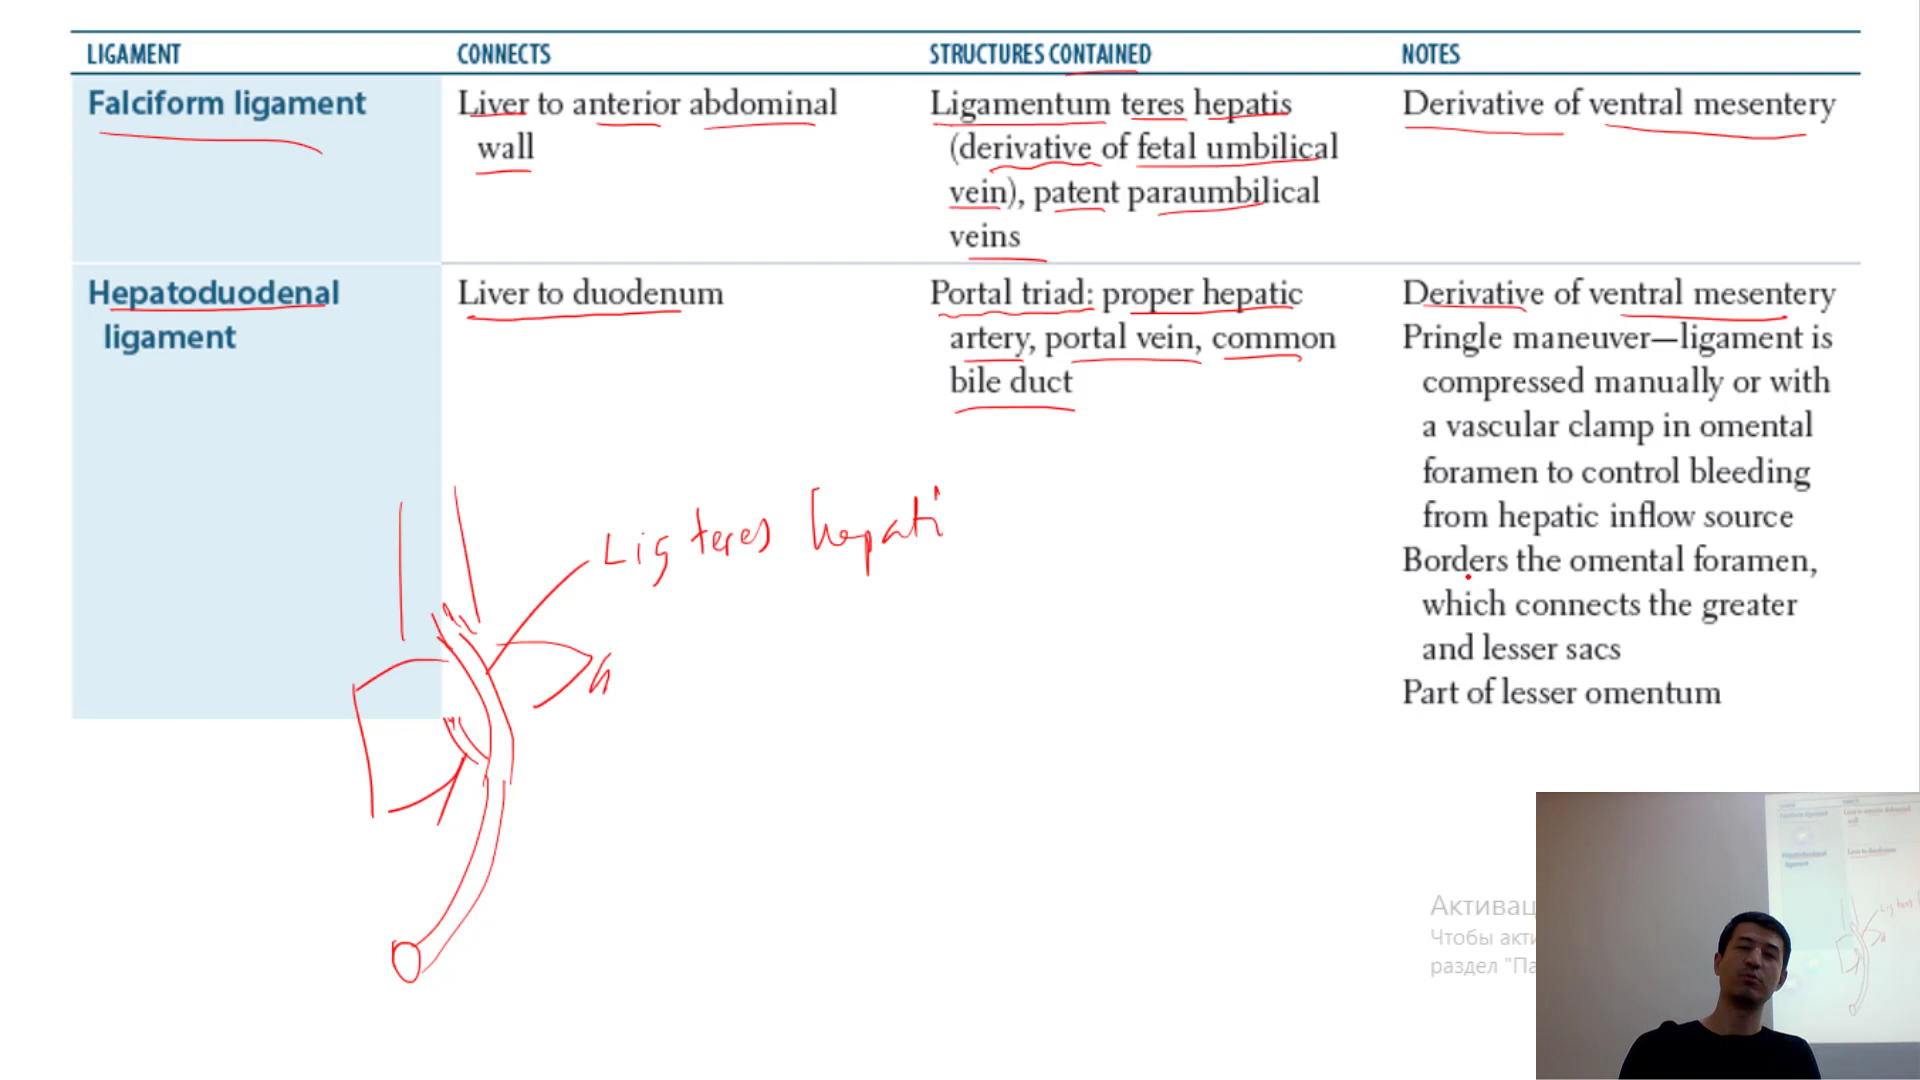 LIGAMENT CONNECTS STRUCTURES CONTAINED NOTES
Falciform ligament
Liver to anterior abdominal
wall
Ligamentum teres hepatis
(derivative of fetal umbilical
vein), patent paraumbilical
veins
Derivative of ventral mesentery
Hepatoduodenal
ligament
Liver to duodenum
Portal triad: proper hepatic
artery, portal vein, common
bile duct
Derivative of ventral mesentery
Pringle maneuver—ligament is
compressed manually or with
a vascular clamp in omental
foramen to control bleeding
from hepatic inflow source
Borders the omental foramen,
which connects the greater
and lesser sacs
Part of lesser omentum
Lig teres hepati
Активац
Чтобы акти
раздел "Па